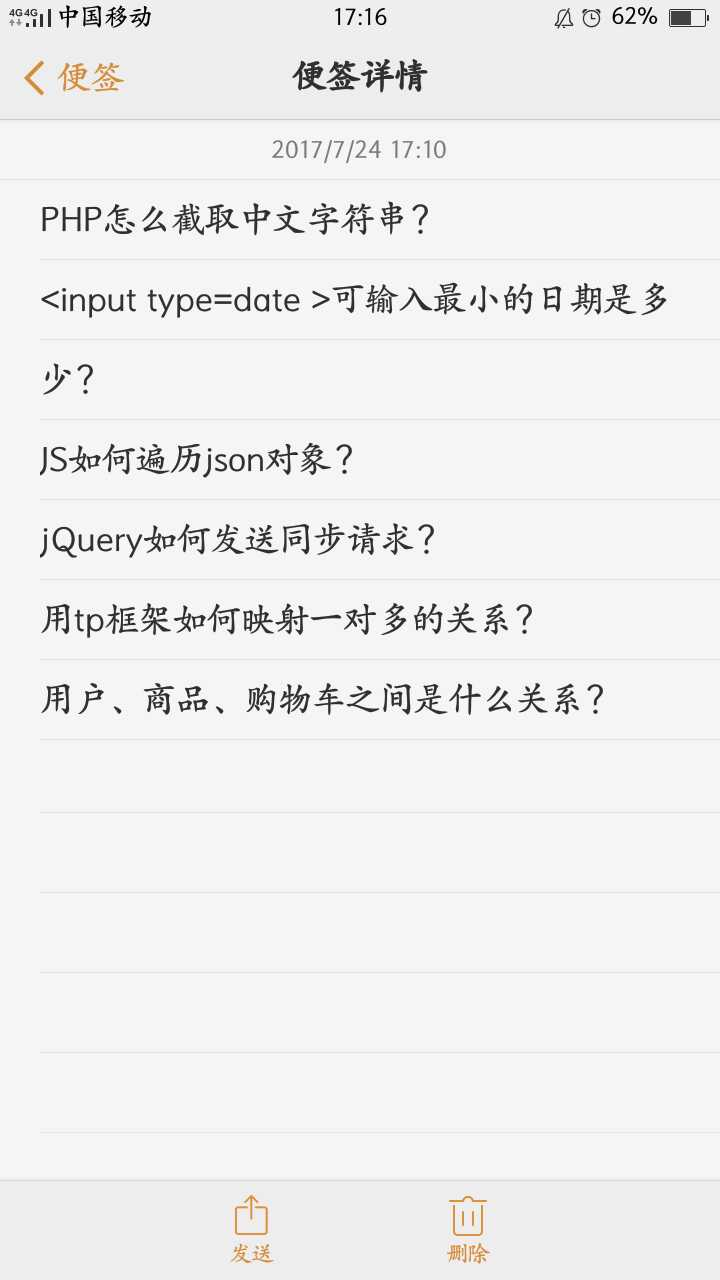 4G4G 中国移动 17:16 62%
便签 便签详情
2017/7/24 17:10
PHP怎么截取中文字符串?
<input type=date >可输入最小的日期是多
少?
JS如何遍历json对象?
jQuery如何发送同步请求?
用tp框架如何映射一对多的关系?
用户、商品、购物车之间是什么关系?
发送 删除